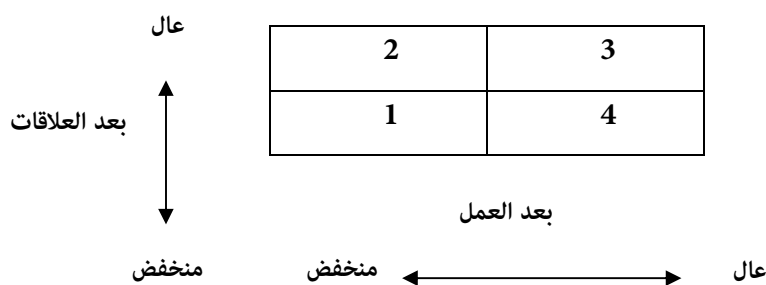 عال
2 3
بعد العلاقات
1 4
بعد العمل
منخفض
منخفض
عال